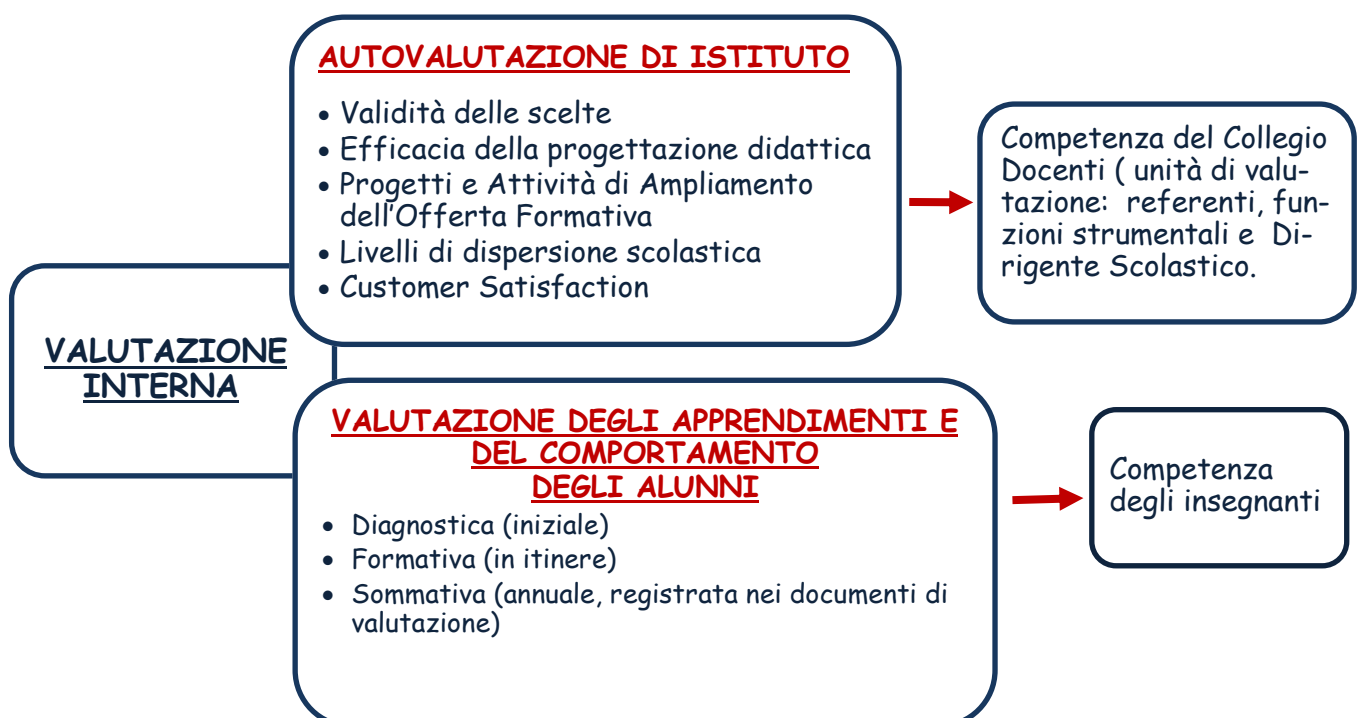 AUTOVALUTAZIONE DI ISTITUTO
• Validità delle scelte
• Efficacia della progettazione didattica
• Progetti e Attività di Ampliamento
dell'Offerta Formativa
• Livelli di dispersione scolastica
• Customer Satisfaction
Competenza del Collegio
Docenti ( unità di valu-
tazione: referenti, fun-
zioni strumentali e Di-
rigente Scolastico.
VALUTAZIONE
INTERNA
VALUTAZIONE DEGLI APPRENDIMENTI E
DEL COMPORTAMENTO
DEGLI ALUNNI
• Diagnostica (iniziale)
• Formativa (in itinere)
• Sommativa (annuale, registrata nei documenti di
valutazione)
Competenza
degli insegnanti